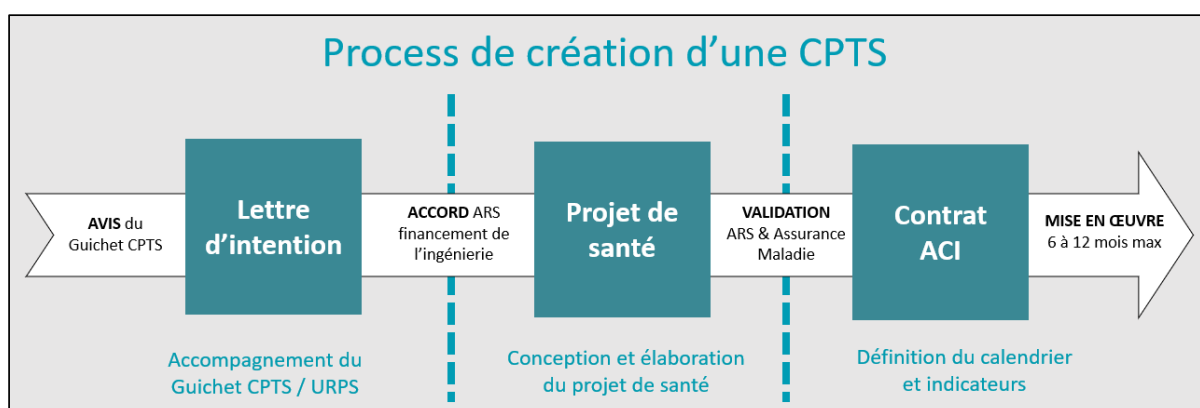 Process de création d’une CPTS
AVIS du
Guichet CPTS
Lettre
d’intention
ACCORD ARS
financement de
l’ingénierie
Projet de
santé
VALIDATION
ARS & Assurance
Maladie
Contrat
ACI
MISE EN ŒUVRE
6 à 12 mois max
Accompagnement du
Guichet CPTS / URPS
Conception et élaboration
du projet de santé
Définition du calendrier
et indicateurs